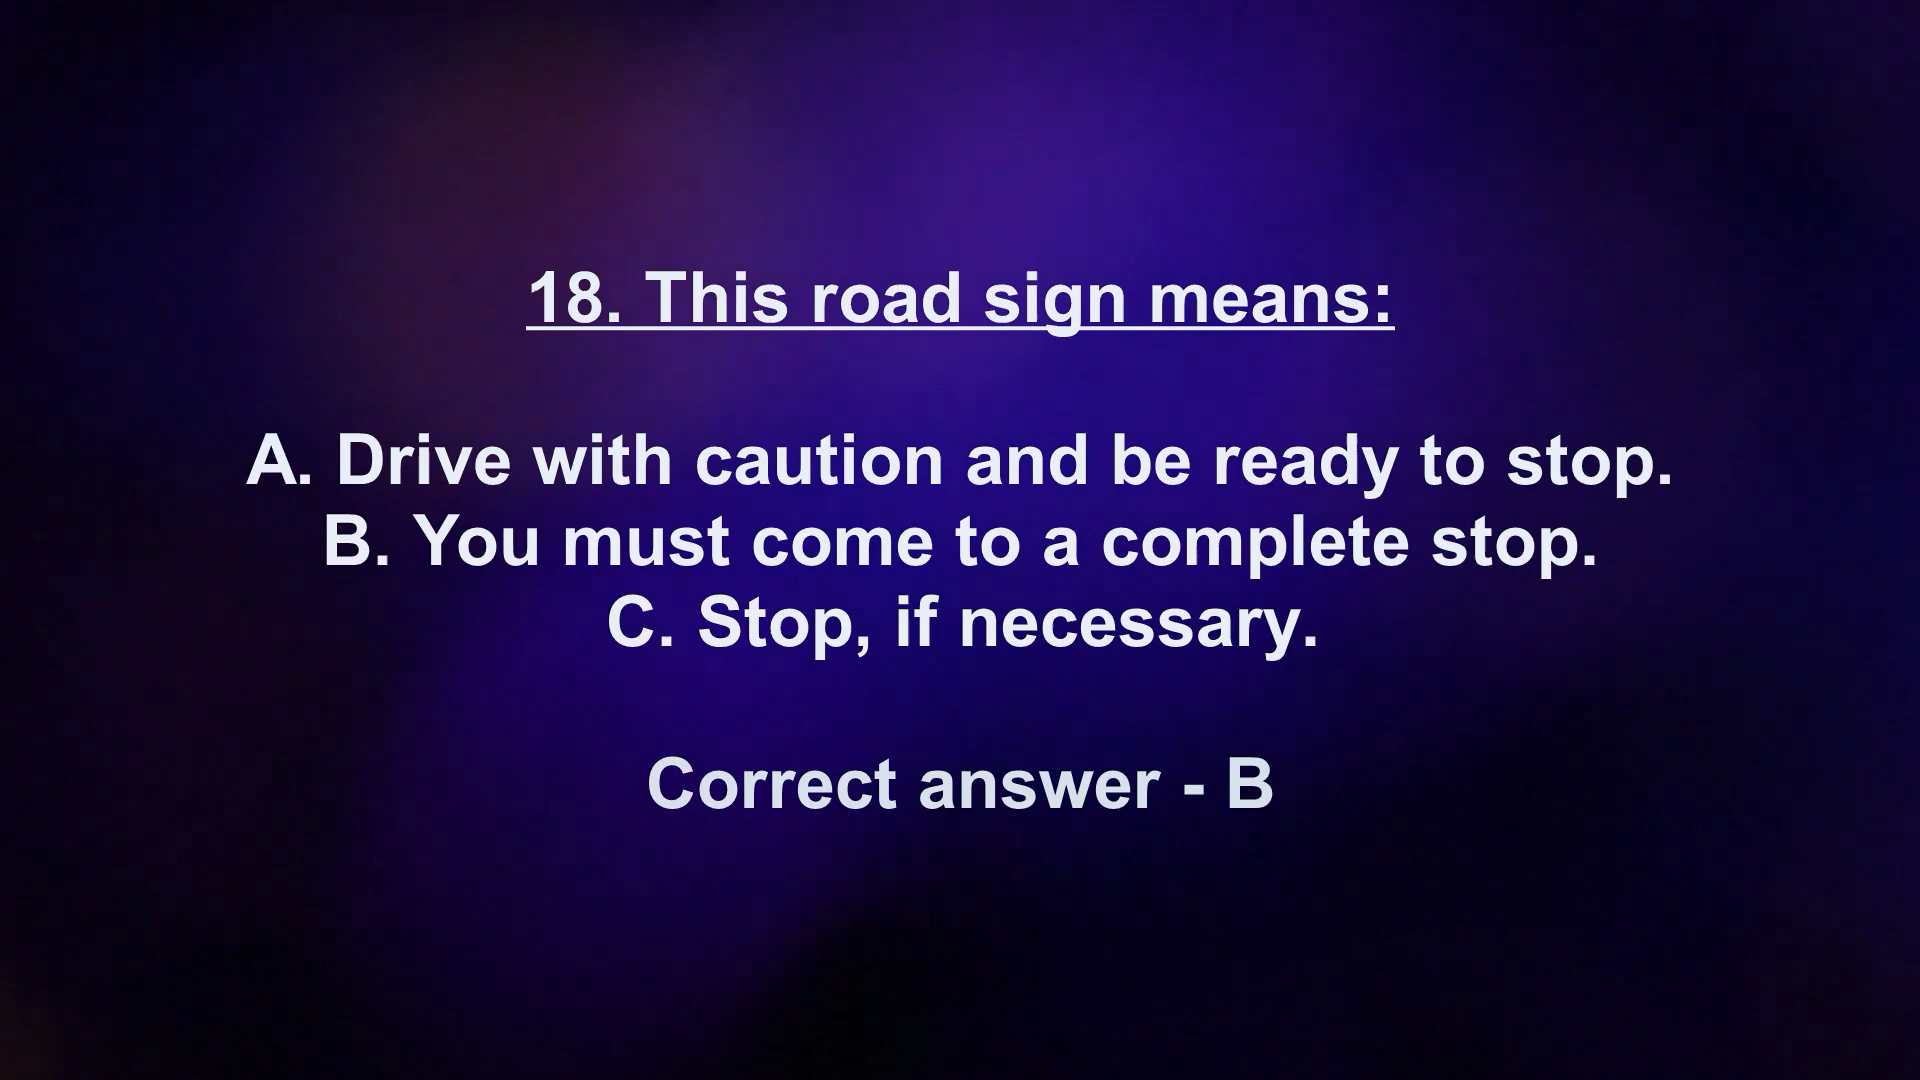 18. This road sign means:
A. Drive with caution and be ready to stop.
B. You must come to a complete stop.
C. Stop, if necessary.
Correct answer - B